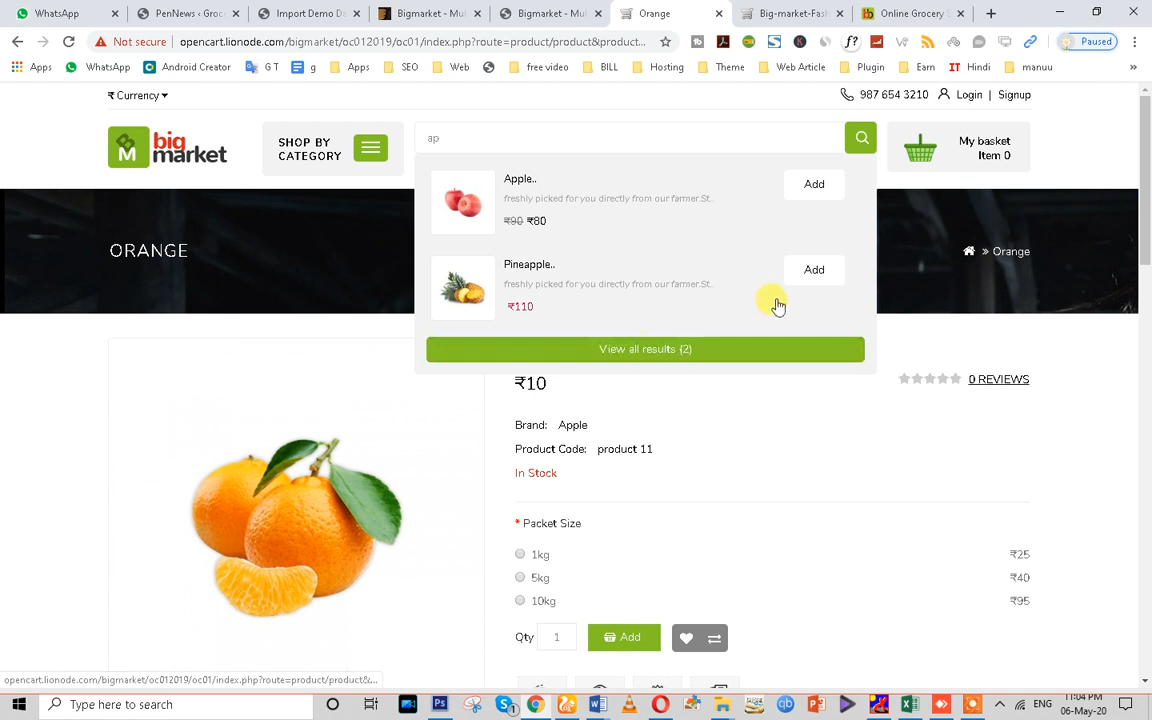 WhatsApp
PenNews ‹ Groc
Import Demo Da
Bigmarket - Mul
Bigmarket - Mul
Orange
Big-market-Fash
Online Grocery S
Not secure
opencart.lionode.com/bigmarket/oc012019/oc01/index.php?route=product/product&product...
Paused
Apps
WhatsApp
Android Creator
G T
g
Apps
SEO
Web
free video
BILL
Hosting
Theme
Web Article
Plugin
Earn
IT Hindi
manuu
₹ Currency
987 654 3210
Login | Signup
big
market
SHOP BY
CATEGORY
ap
My basket
Item 0
Apple..
freshly picked for you directly from our farmer.St..
₹90 ₹80
Add
Pineapple..
freshly picked for you directly from our farmer.St..
₹110
Add
View all results (2)
ORANGE
» Orange
₹10
0 REVIEWS
Brand: Apple
Product Code: product 11
In Stock
* Packet Size
1kg ₹25
5kg ₹40
10kg ₹95
Qty 1 Add
opencart.lionode.com/bigmarket/oc012019/oc01/index.php?route=product/product&...
Type here to search
ENG
11:04 PM
06-May-20